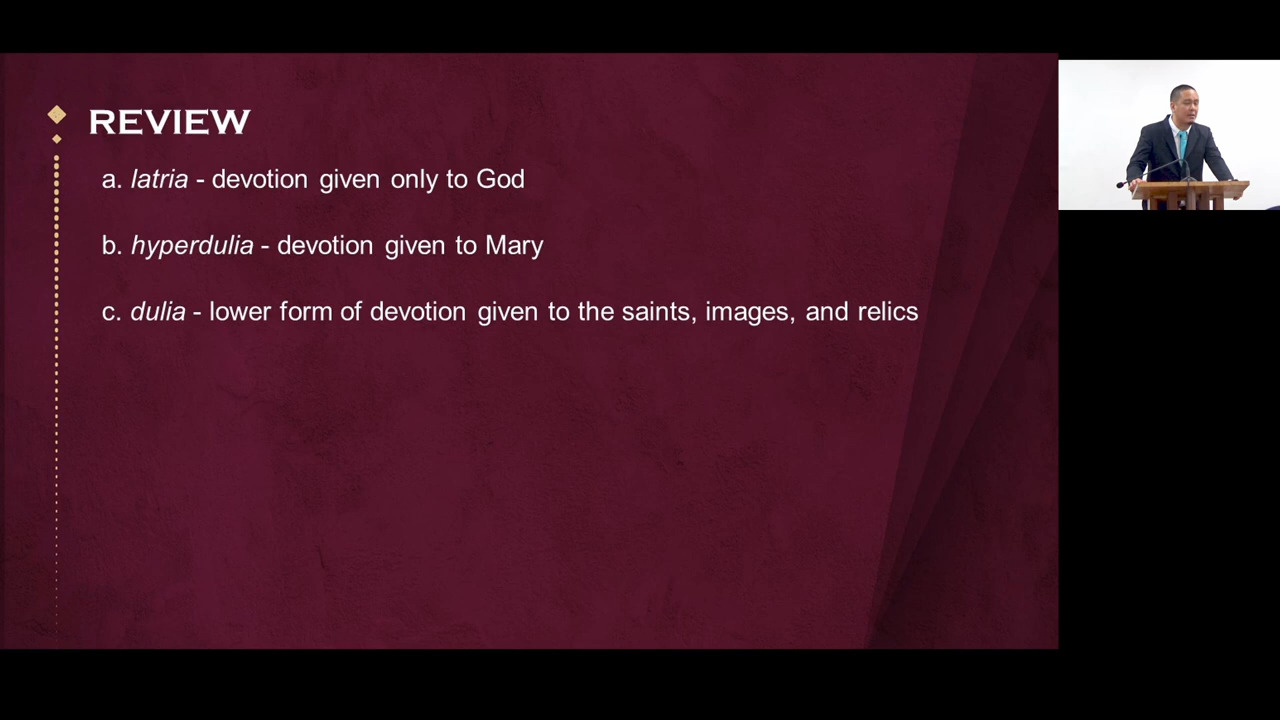 REVIEW
a. latria - devotion given only to God
b. hyperdulia - devotion given to Mary
c. dulia - lower form of devotion given to the saints, images, and relics